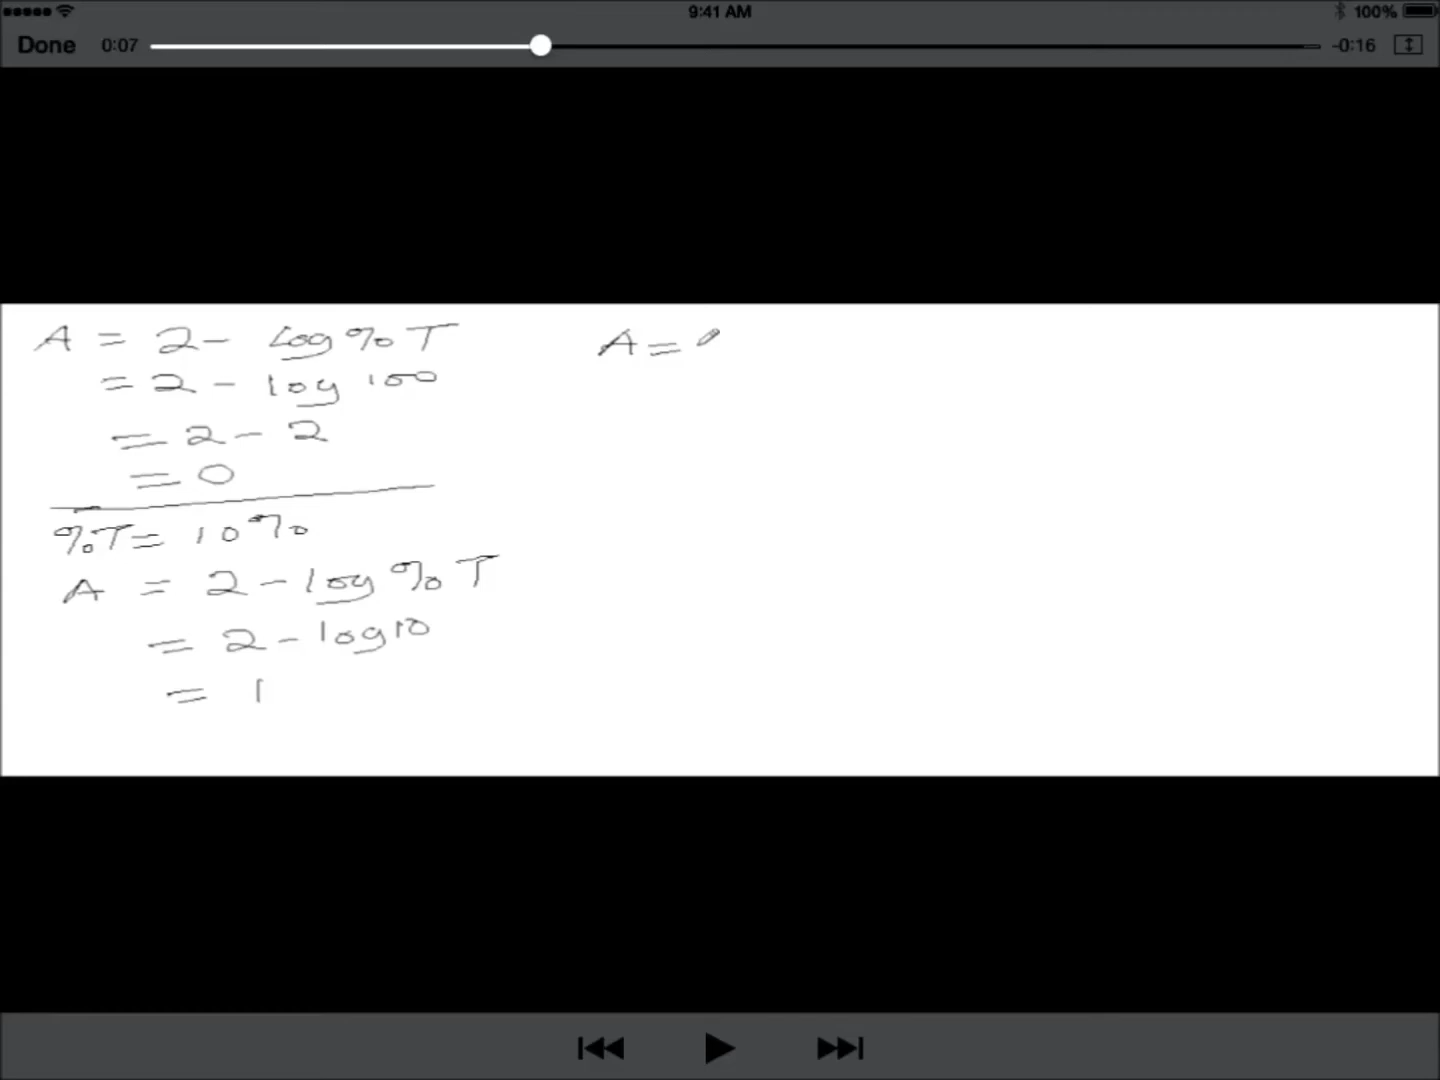 9:41 AM
100%
Done
0:07
-0:16
A = 2 - log % T
= 2 - log 100
= 2 - 2
= 0
%T = 10%
A = 2 - log % T
= 2 - log 10
= 1
A =